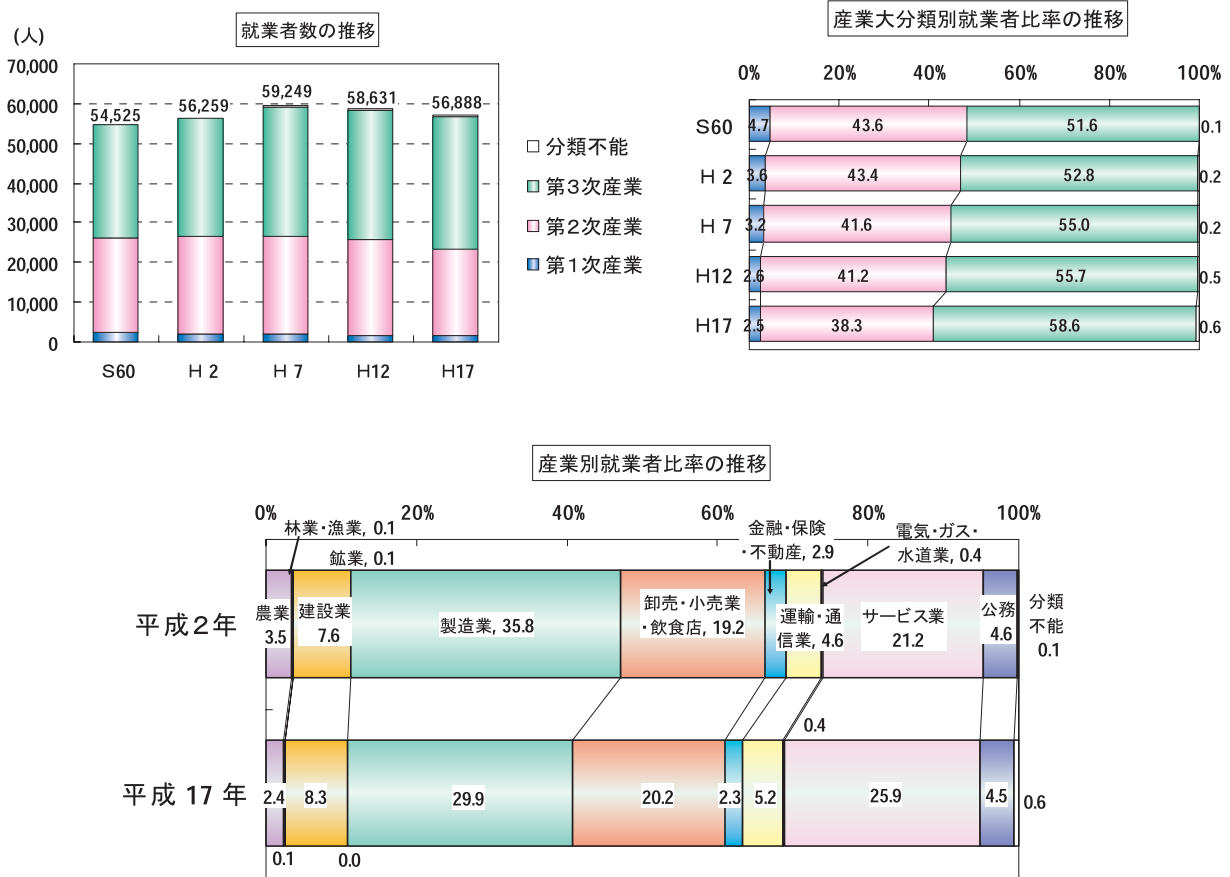 就業者数の推移
(人)
70,000
60,000
50,000
40,000
30,000
20,000
10,000
0
54,525
56,259
59,249
58,631
56,888
S60
H 2
H 7
H12
H17
分類不能
第3次産業
第2次産業
第1次産業
産業大分類別就業者比率の推移
0% 20% 40% 60% 80% 100%
S60 4.7 43.6 51.6 0.1
H 2 3.6 43.4 52.8 0.2
H 7 3.2 41.6 55.0 0.2
H12 2.6 41.2 55.7 0.5
H17 2.5 38.3 58.6 0.6
産業別就業者比率の推移
0% 20% 40% 60% 80% 100%
林業・漁業, 0.1
鉱業, 0.1
金融・保険
・不動産, 2.9
電気・ガス・
水道業, 0.4
平成2年
農業
3.5
建設業
7.6
製造業, 35.8
卸売・小売業
・飲食店, 19.2
運輸・通
信業, 4.6
サービス業
21.2
公務
4.6
分類
不能
0.1
0.4
平成 17 年
2.4 8.3 29.9 20.2 2.3 5.2 25.9 4.5 0.6
0.1 0.0